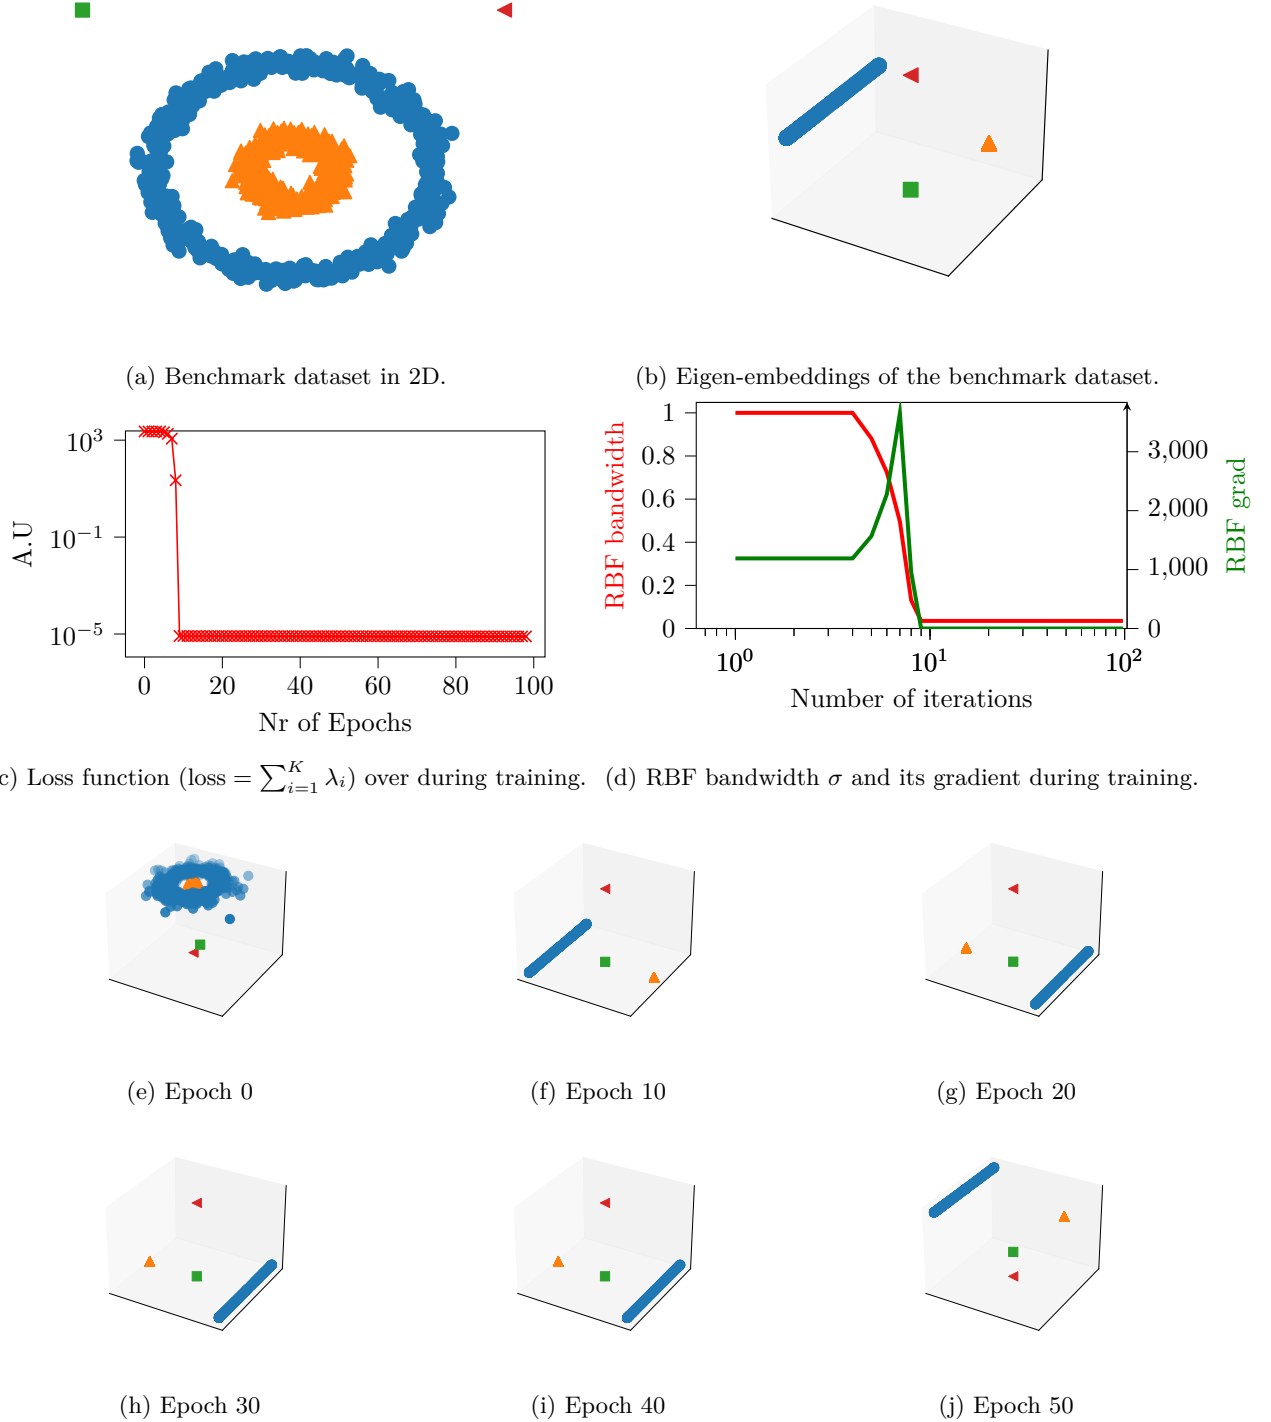 (a) Benchmark dataset in 2D.
(b) Eigen-embeddings of the benchmark dataset.
10^3
10^−1
10^−5
A.U
0 20 40 60 80 100
Nr of Epochs
1
0.8
0.6
0.4
0.2
0
RBF bandwidth
3,000
2,000
1,000
0
RBF grad
10^0 10^1 10^2
Number of iterations
c) Loss function (loss = ∑_{i=1}^{K} λ_i) over during training.
(d) RBF bandwidth σ and its gradient during training.
(e) Epoch 0
(f) Epoch 10
(g) Epoch 20
(h) Epoch 30
(i) Epoch 40
(j) Epoch 50